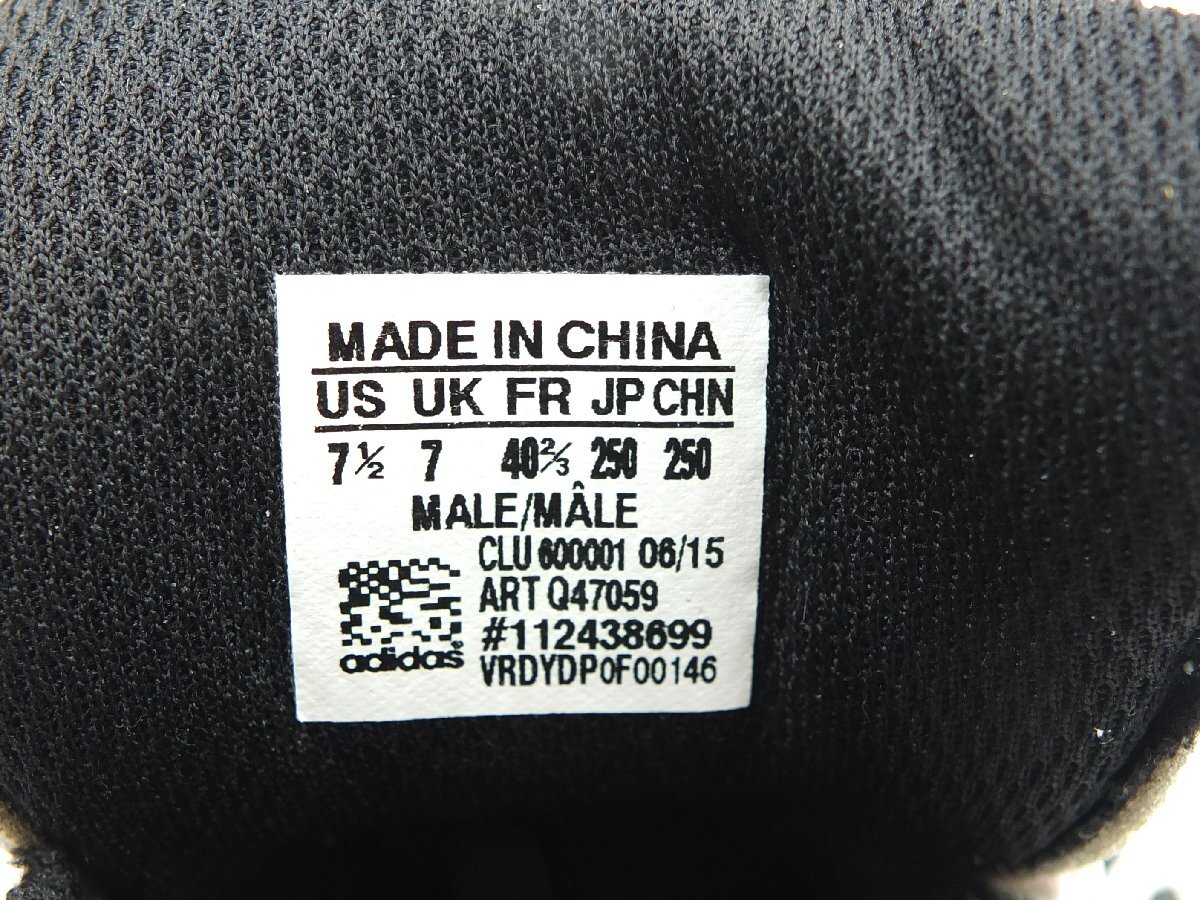 MADE IN CHINA
US UK FR JP CHN
7½ 7 40⅔ 250 250
MALE/MÂLE
CLU 600001 06/15
ART Q47059
#112438699
adidas
VRDYDP0F00146